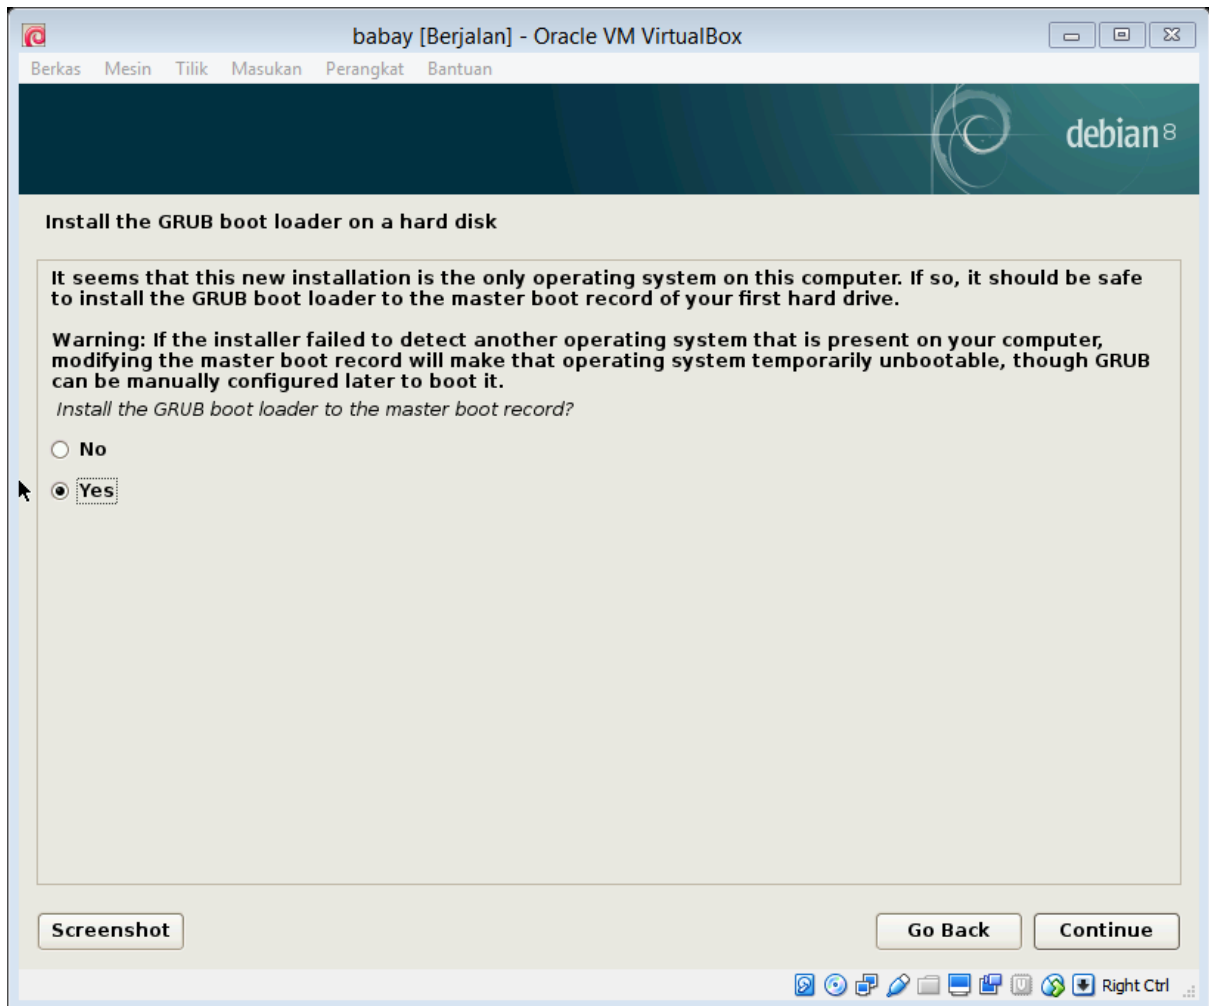 babay [Berjalan] - Oracle VM VirtualBox
Berkas Mesin Tilik Masukan Perangkat Bantuan
debian 8
Install the GRUB boot loader on a hard disk
It seems that this new installation is the only operating system on this computer. If so, it should be safe
to install the GRUB boot loader to the master boot record of your first hard drive.
Warning: If the installer failed to detect another operating system that is present on your computer,
modifying the master boot record will make that operating system temporarily unbootable, though GRUB
can be manually configured later to boot it.
Install the GRUB boot loader to the master boot record?
No
Yes
Screenshot Go Back Continue
Right Ctrl